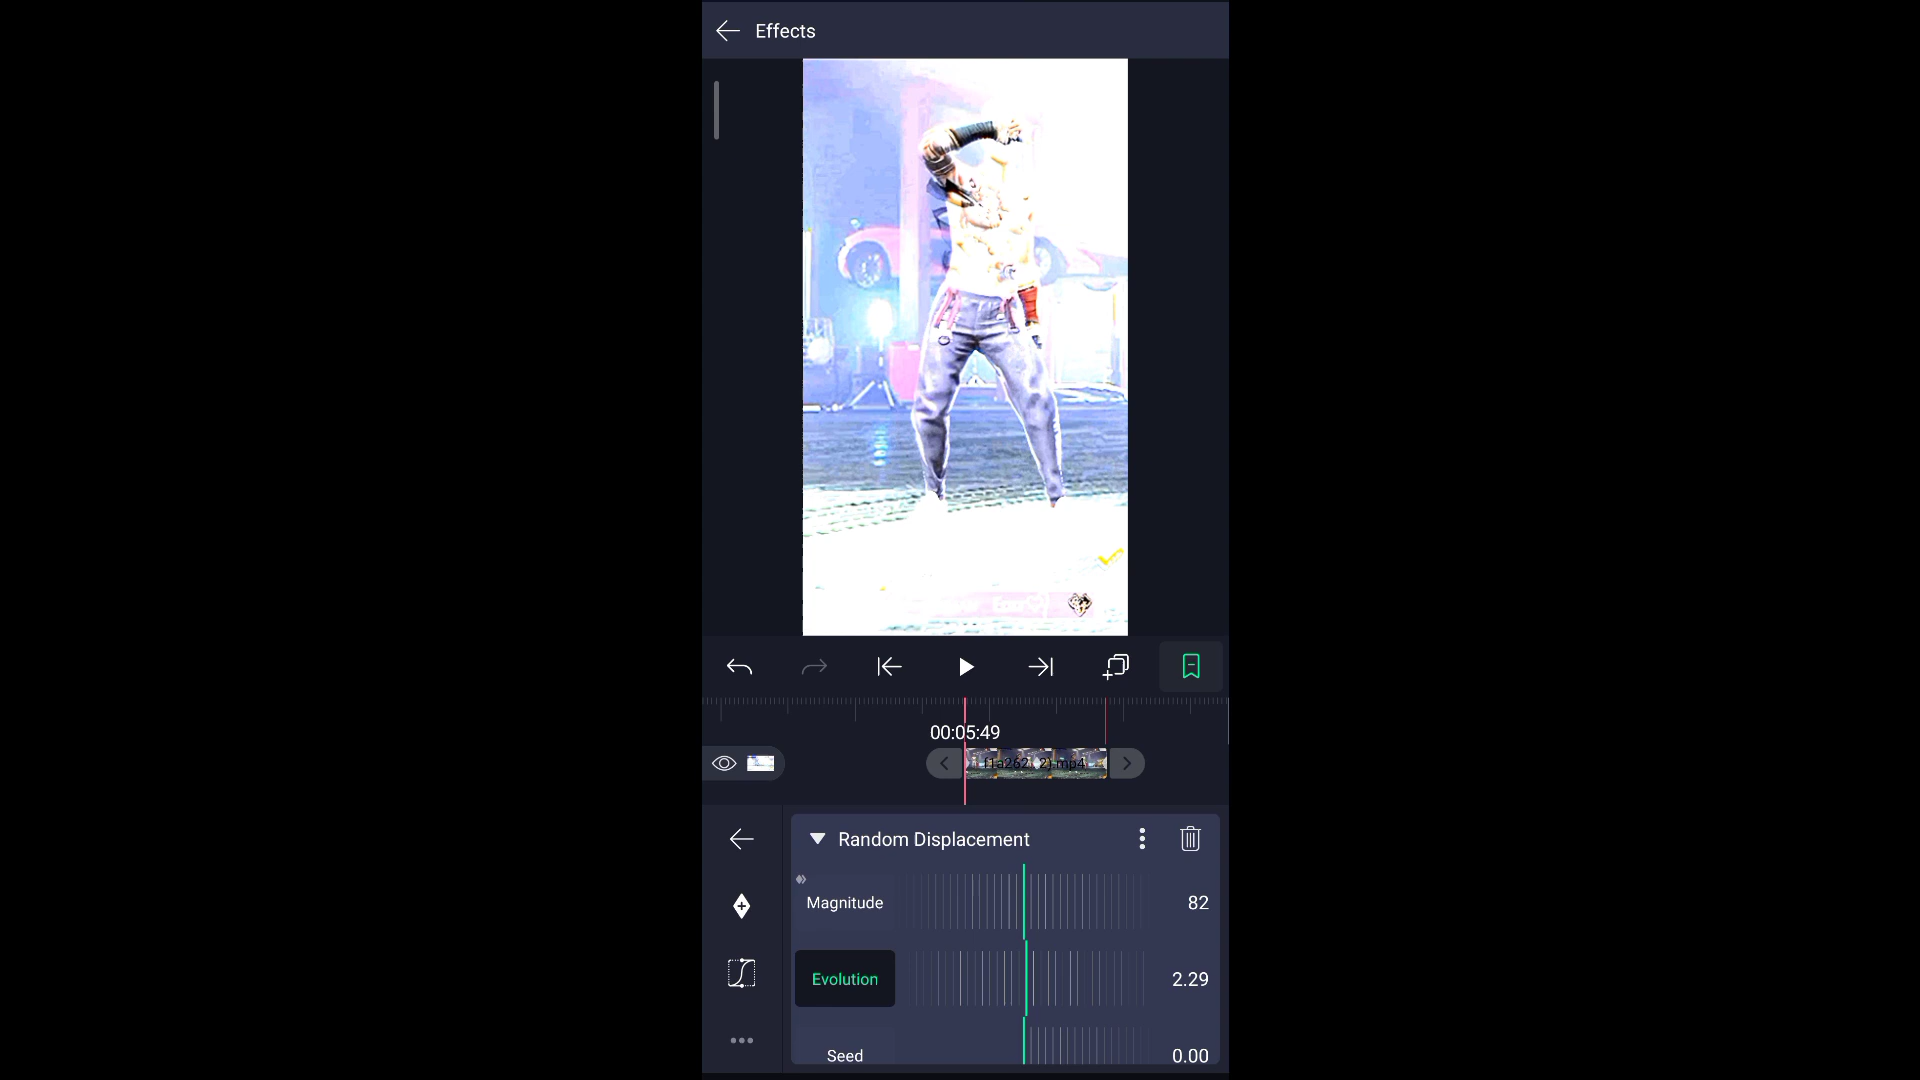 Effects
00:05:49
Random Displacement
Magnitude
82
Evolution
2.29
Seed
0.00